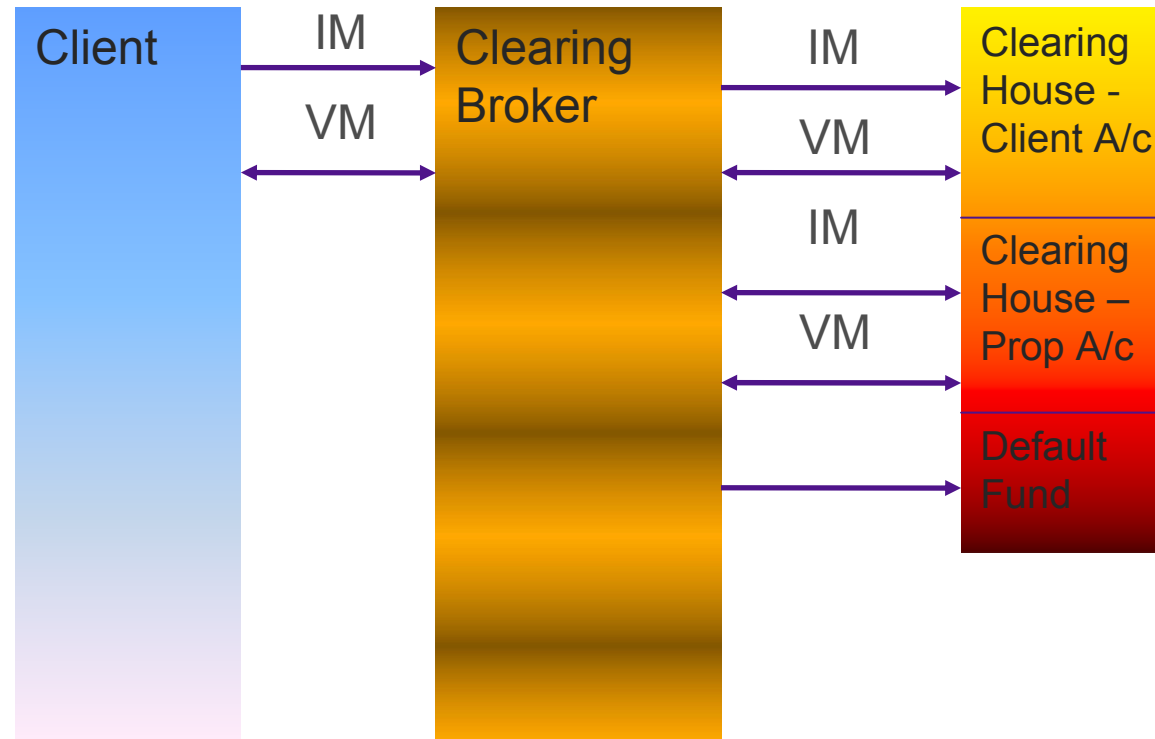 Client
IM
VM
Clearing
Broker
IM
VM
IM
VM
Clearing
House -
Client A/c
Clearing
House –
Prop A/c
Default
Fund